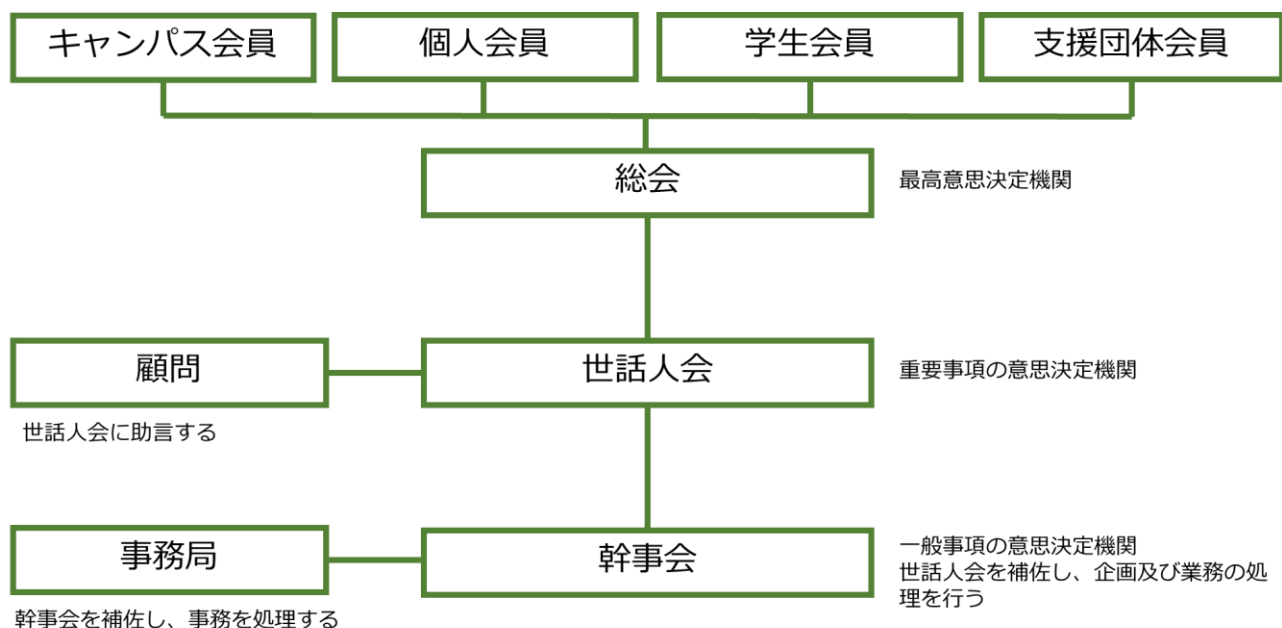 キャンパス会員
個人会員
学生会員
支援団体会員
総会
最高意思決定機関
顧問
世話人会
重要事項の意思決定機関
世話人会に助言する
事務局
幹事会
一般事項の意思決定機関
世話人会を補佐し、企画及び業務の処
理を行う
幹事会を補佐し、事務を処理する